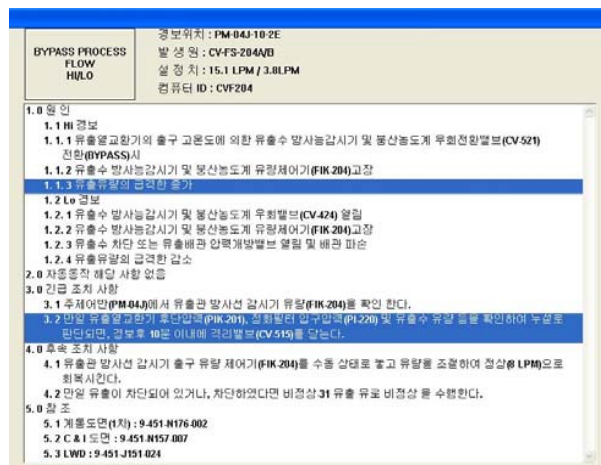 BYPASS PROCESS
FLOW
HI/LO
경보위치 : PM-04J-10-2E
발 생 원 : CV-FS-204A/B
설 정 치 : 15.1 LPM / 3.8LPM
컴퓨터 ID : CVF204
1.0 원 인
1.1 Hi 경보
1.1.1 유출열교환기의 출구 고온도에 의한 유출수 방사능감시기 및 붕산농도계 우회전환밸브(CV-521)
전환(BYPASS)시
1.1.2 유출수 방사능감시기 및 붕산농도계 유량제어기(FIK-204)고장
1.1.3 유출유량의 급격한 증가
1.2 Lo 경보
1.2.1 유출수 방사능감시기 및 붕산농도계 우회밸브(CV-424) 열림
1.2.2 유출수 방사능감시기 및 붕산농도계 유량제어기(FIK-204)고장
1.2.3 유출수 차단 또는 유출배관 압력개방밸브 열림 및 배관 파손
1.2.4 유출유량의 급격한 감소
2.0 자동동작 해당 사항 없음
3.0 긴급 조치 사항
3.1 주제어반(PM-04J)에서 유출관 방사선 감시기 유량(FIK-204)을 확인 한다.
3.2 만일 유출열교환기 후단압력(PIK-201), 정화필터 입구압력(PI-220) 및 유출수 유량 등을 확인하여 누설로
판단되면, 경보후 10분 이내에 격리밸브(CV-515)를 닫는다.
4.0 후속 조치 사항
4.1 유출관 방사선 감시기 출구 유량 제어기(FIK-204)를 수동 상태로 놓고 유량을 조절하여 정상(8 LPM)으로
회복시킨다.
4.2 만일 유출이 차단되어 있거나, 차단하였다면 비정상-31 유출 유로 비정상 을 수행한다.
5.0 참 조
5.1 계통도면(1차) : 9-451-N176-002
5.2 C & I 도면 : 9-451-N157-007
5.3 LWD : 9-451-J151-024